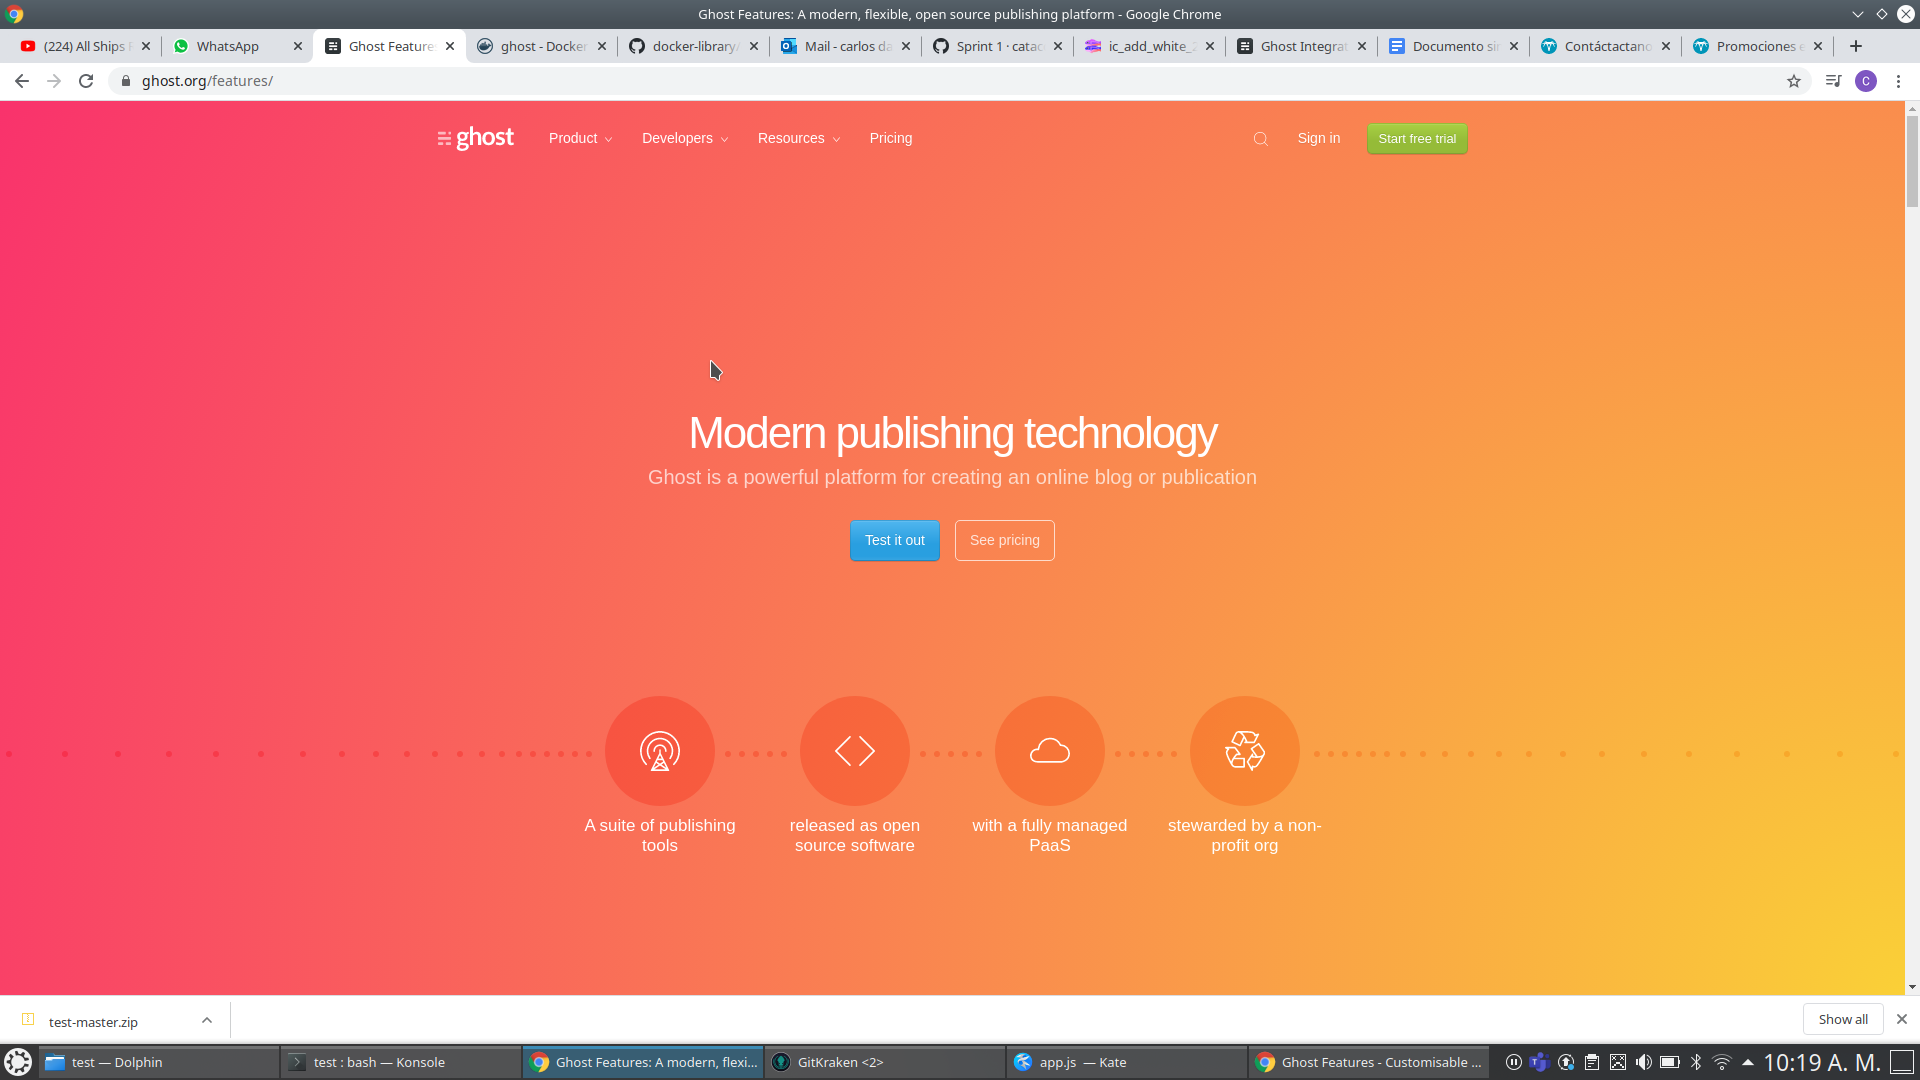 Ghost Features: A modern, flexible, open source publishing platform - Google Chrome
(224) All Ships
WhatsApp
Ghost Feature
ghost - Docker
docker-library/
Mail - carlos da
Sprint 1 · catac
ic_add_white_
Ghost Integrat
Documento sin
Contáctactano
Promociones e
ghost.org/features/
C
ghost
Product
Developers
Resources
Pricing
Sign in
Start free trial
Modern publishing technology
Ghost is a powerful platform for creating an online blog or publication
Test it out
See pricing
A suite of publishing
tools
released as open
source software
with a fully managed
PaaS
stewarded by a non-
profit org
test-master.zip
Show all
test — Dolphin
test : bash — Konsole
Ghost Features: A modern, flexi...
GitKraken <2>
app.js — Kate
Ghost Features - Customisable ...
10:19 A. M.